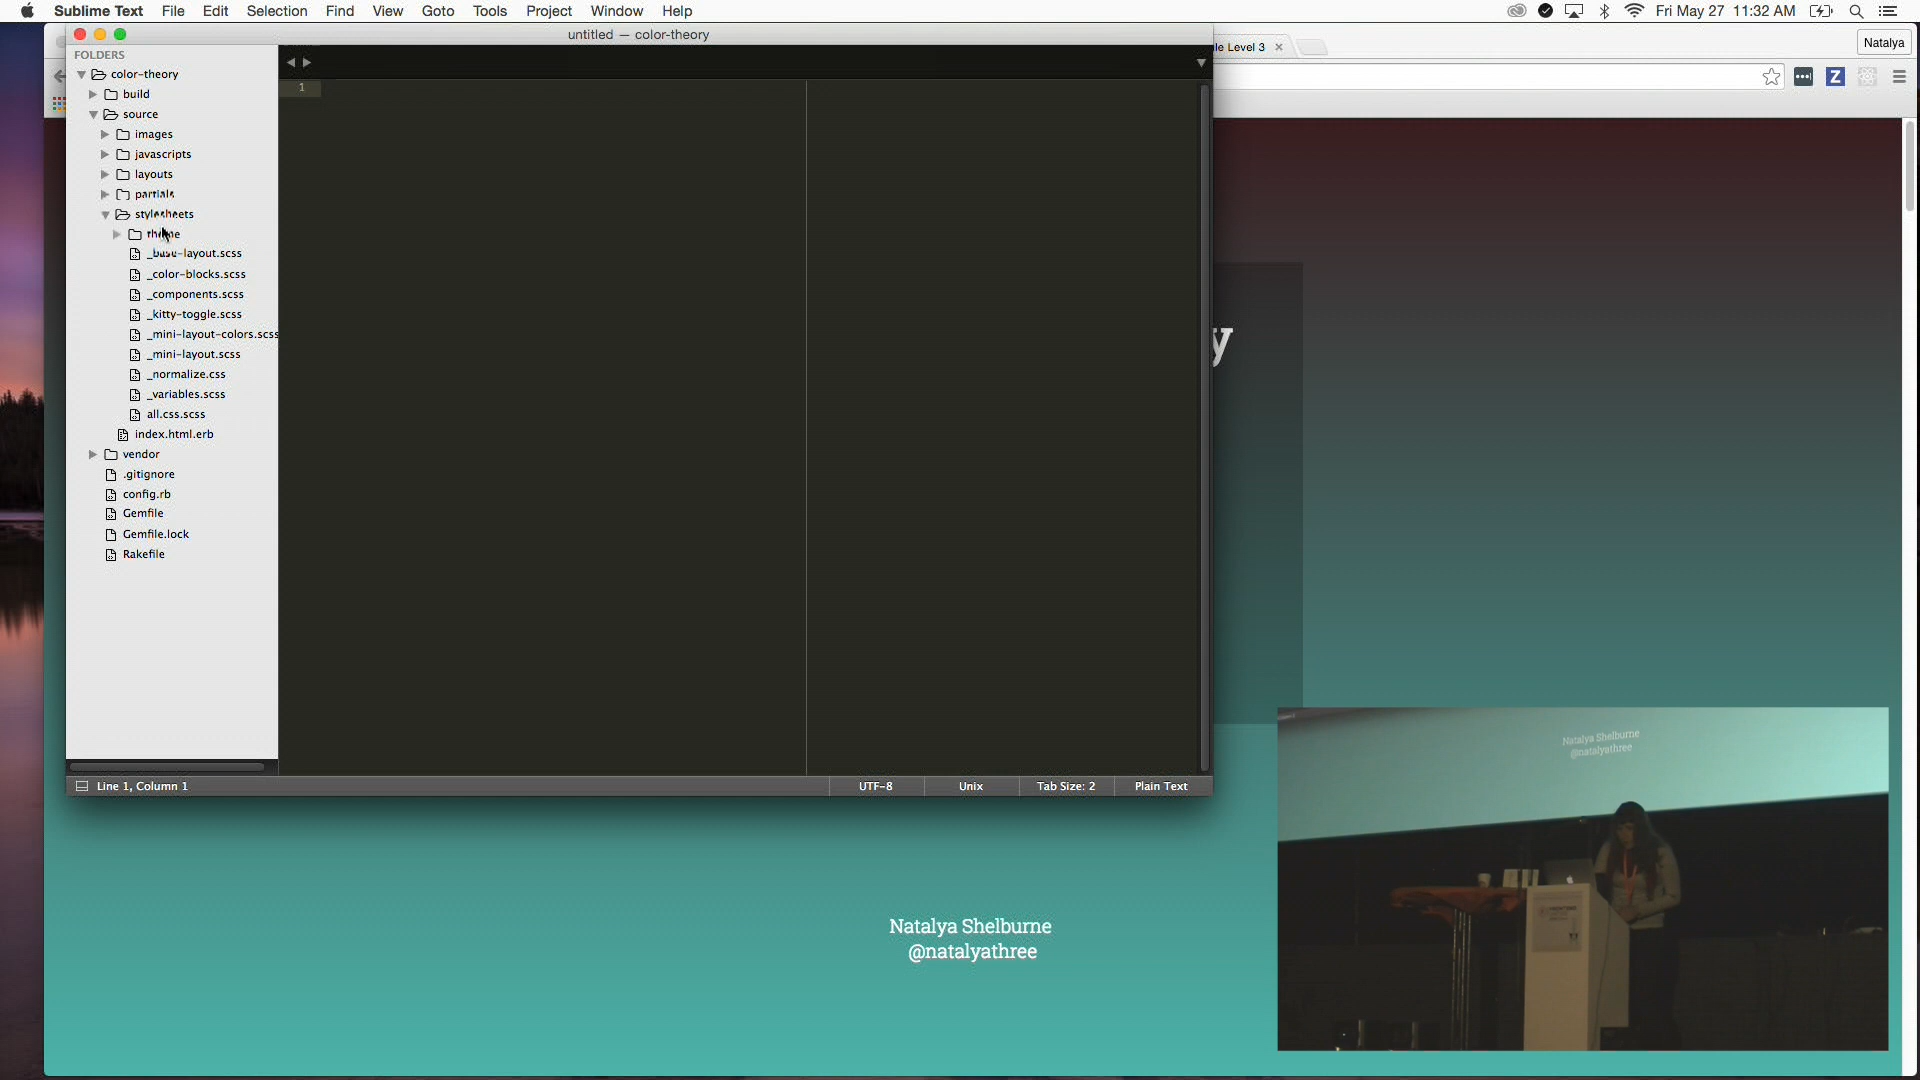 Sublime Text File Edit Selection Find View Goto Tools Project Window Help
Fri May 27 11:32 AM
untitled — color-theory
le Level 3
Natalya
FOLDERS
color-theory
build
source
images
javascripts
layouts
partials
stylesheets
theme
_base-layout.scss
_color-blocks.scss
_components.scss
_kitty-toggle.scss
_mini-layout-colors.scss
_mini-layout.scss
_normalize.css
_variables.scss
all.css.scss
index.html.erb
vendor
.gitignore
config.rb
Gemfile
Gemfile.lock
Rakefile
1
Z
y
Line 1, Column 1
UTF-8
Unix
Tab Size: 2
Plain Text
Natalya Shelburne
@natalyathree
Natalya Shelburne
@natalyathree